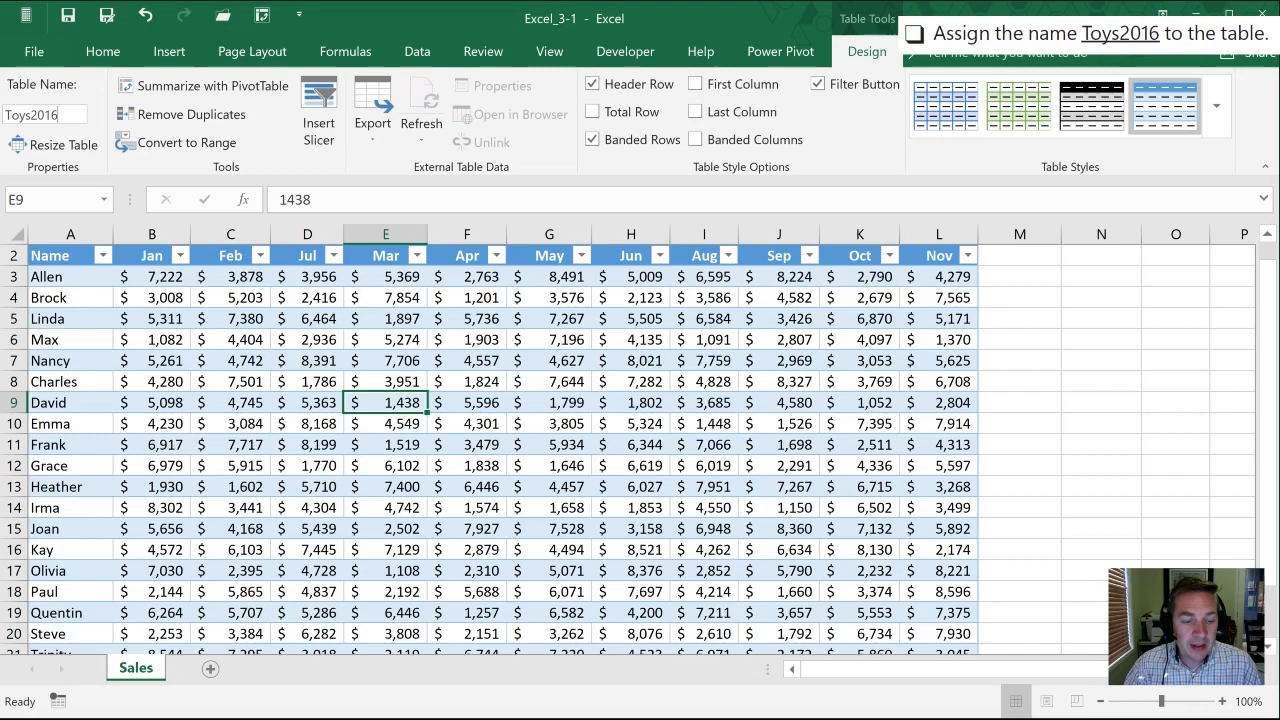 Excel_3-1 - Excel
Table Tools
Assign the name Toys2016 to the table.
File Home Insert Page Layout Formulas Data Review View Developer Help Power Pivot Design Tell me what you want to do Share
Table Name:
Toys2016
Resize Table
Properties
Summarize with PivotTable
Remove Duplicates
Convert to Range
Tools
Insert Slicer
Export Refresh
Properties
Open in Browser
Unlink
External Table Data
Header Row First Column Filter Button
Total Row Last Column
Banded Rows Banded Columns
Table Style Options
Table Styles
E9 fx 1438
A B C D E F G H I J K L M N O P
2 Name Jan Feb Jul Mar Apr May Jun Aug Sep Oct Nov
3 Allen $ 7,222 $ 3,878 $ 3,956 $ 5,369 $ 2,763 $ 8,491 $ 5,009 $ 6,595 $ 8,224 $ 2,790 $ 4,279
4 Brock $ 3,008 $ 5,203 $ 2,416 $ 7,854 $ 1,201 $ 3,576 $ 2,123 $ 3,586 $ 4,582 $ 2,679 $ 7,565
5 Linda $ 5,311 $ 7,380 $ 6,464 $ 1,897 $ 5,736 $ 7,267 $ 5,505 $ 6,584 $ 3,426 $ 6,870 $ 5,171
6 Max $ 1,082 $ 4,404 $ 2,936 $ 5,274 $ 1,903 $ 7,196 $ 4,135 $ 1,091 $ 2,807 $ 4,097 $ 1,370
7 Nancy $ 5,261 $ 4,742 $ 8,391 $ 7,706 $ 4,557 $ 4,627 $ 8,021 $ 7,759 $ 2,969 $ 3,053 $ 5,625
8 Charles $ 4,280 $ 7,501 $ 1,786 $ 3,951 $ 1,824 $ 7,644 $ 7,282 $ 4,828 $ 8,327 $ 3,769 $ 6,708
9 David $ 5,098 $ 4,745 $ 5,363 $ 1,438 $ 5,596 $ 1,799 $ 1,802 $ 3,685 $ 4,580 $ 1,052 $ 2,804
10 Emma $ 4,230 $ 3,084 $ 8,168 $ 4,549 $ 4,301 $ 3,805 $ 5,324 $ 1,448 $ 1,526 $ 7,395 $ 7,914
11 Frank $ 6,917 $ 7,717 $ 8,199 $ 1,519 $ 3,479 $ 5,934 $ 6,344 $ 7,066 $ 1,698 $ 2,511 $ 4,313
12 Grace $ 6,979 $ 5,915 $ 1,770 $ 6,102 $ 1,838 $ 1,646 $ 6,619 $ 6,019 $ 2,291 $ 4,336 $ 5,597
13 Heather $ 1,930 $ 1,602 $ 5,710 $ 7,400 $ 6,446 $ 4,457 $ 6,027 $ 7,951 $ 7,267 $ 6,715 $ 3,268
14 Irma $ 8,302 $ 3,441 $ 4,304 $ 4,742 $ 1,574 $ 1,658 $ 1,853 $ 4,550 $ 1,150 $ 6,502 $ 3,499
15 Joan $ 5,656 $ 4,168 $ 5,439 $ 2,502 $ 7,927 $ 7,528 $ 3,158 $ 6,948 $ 8,360 $ 7,132 $ 5,892
16 Kay $ 4,572 $ 6,103 $ 7,445 $ 7,129 $ 2,879 $ 4,494 $ 8,521 $ 4,262 $ 6,634 $ 8,130 $ 2,174
17 Olivia $ 7,030 $ 2,395 $ 4,728 $ 1,108 $ 2,310 $ 5,071 $ 8,376 $ 2,852 $ 5,790 $ 2,232 $ 8,221
18 Paul $ 2,144 $ 5,865 $ 4,837 $ 2,192 $ 5,688 $ 6,071 $ 7,697 $ 4,214 $ 1,660 $ 3,374 $ 8,596
19 Quentin $ 6,264 $ 5,707 $ 5,286 $ 6,446 $ 1,257 $ 6,582 $ 4,200 $ 7,211 $ 3,657 $ 5,553 $ 7,375
20 Steve $ 2,253 $ 3,384 $ 6,282 $ 3,808 $ 2,151 $ 3,262 $ 8,076 $ 2,610 $ 1,792 $ 6,734 $ 7,930
Sales
Ready 100%